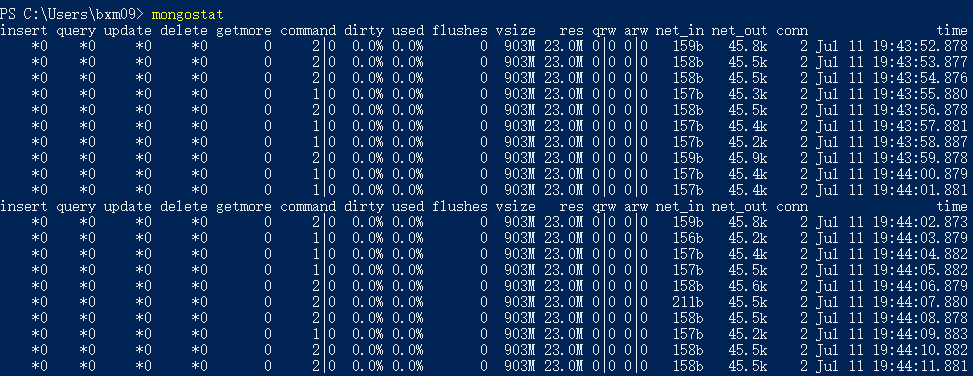 PS C:\Users\bxm09> mongostat
insert query update delete getmore command dirty used flushes vsize res qrw arw net_in net_out conn time
*0 *0 *0 *0 0 2|0 0.0% 0.0% 0 903M 23.0M 0|0 0|0 159b 45.8k 2 Jul 11 19:43:52.878
*0 *0 *0 *0 0 2|0 0.0% 0.0% 0 903M 23.0M 0|0 0|0 158b 45.5k 2 Jul 11 19:43:53.877
*0 *0 *0 *0 0 2|0 0.0% 0.0% 0 903M 23.0M 0|0 0|0 158b 45.5k 2 Jul 11 19:43:54.876
*0 *0 *0 *0 0 1|0 0.0% 0.0% 0 903M 23.0M 0|0 0|0 157b 45.3k 2 Jul 11 19:43:55.880
*0 *0 *0 *0 0 2|0 0.0% 0.0% 0 903M 23.0M 0|0 0|0 158b 45.5k 2 Jul 11 19:43:56.878
*0 *0 *0 *0 0 1|0 0.0% 0.0% 0 903M 23.0M 0|0 0|0 157b 45.4k 2 Jul 11 19:43:57.881
*0 *0 *0 *0 0 1|0 0.0% 0.0% 0 903M 23.0M 0|0 0|0 157b 45.2k 2 Jul 11 19:43:58.887
*0 *0 *0 *0 0 2|0 0.0% 0.0% 0 903M 23.0M 0|0 0|0 159b 45.9k 2 Jul 11 19:43:59.878
*0 *0 *0 *0 0 1|0 0.0% 0.0% 0 903M 23.0M 0|0 0|0 157b 45.4k 2 Jul 11 19:44:00.879
*0 *0 *0 *0 0 1|0 0.0% 0.0% 0 903M 23.0M 0|0 0|0 157b 45.4k 2 Jul 11 19:44:01.881
insert query update delete getmore command dirty used flushes vsize res qrw arw net_in net_out conn time
*0 *0 *0 *0 0 2|0 0.0% 0.0% 0 903M 23.0M 0|0 0|0 159b 45.8k 2 Jul 11 19:44:02.873
*0 *0 *0 *0 0 1|0 0.0% 0.0% 0 903M 23.0M 0|0 0|0 156b 45.2k 2 Jul 11 19:44:03.879
*0 *0 *0 *0 0 1|0 0.0% 0.0% 0 903M 23.0M 0|0 0|0 157b 45.4k 2 Jul 11 19:44:04.882
*0 *0 *0 *0 0 1|0 0.0% 0.0% 0 903M 23.0M 0|0 0|0 157b 45.5k 2 Jul 11 19:44:05.882
*0 *0 *0 *0 0 2|0 0.0% 0.0% 0 903M 23.0M 0|0 0|0 158b 45.6k 2 Jul 11 19:44:06.879
*0 *0 *0 *0 0 2|0 0.0% 0.0% 0 903M 23.0M 0|0 0|0 211b 45.5k 2 Jul 11 19:44:07.880
*0 *0 *0 *0 0 2|0 0.0% 0.0% 0 903M 23.0M 0|0 0|0 158b 45.5k 2 Jul 11 19:44:08.878
*0 *0 *0 *0 0 1|0 0.0% 0.0% 0 903M 23.0M 0|0 0|0 157b 45.2k 2 Jul 11 19:44:09.883
*0 *0 *0 *0 0 2|0 0.0% 0.0% 0 903M 23.0M 0|0 0|0 158b 45.5k 2 Jul 11 19:44:10.882
*0 *0 *0 *0 0 2|0 0.0% 0.0% 0 903M 23.0M 0|0 0|0 158b 45.5k 2 Jul 11 19:44:11.881